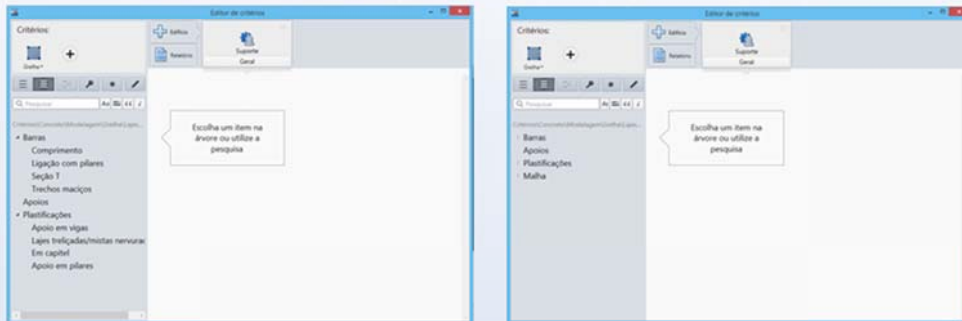 Editor de critérios
Critérios:
Grelha
Edifício
Relatório
Suporte
Geral
Pesquisar
Barras
Comprimento
Ligação com pilares
Seção T
Trechos maciços
Apoios
Plastificações
Apoio em vigas
Lajes treliçadas/mistas nervura
Em capitel
Apoio em pilares
Escolha um item na
árvore ou utilize a
pesquisa
Editor de critérios
Critérios:
Grelha
Edifício
Relatório
Suporte
Geral
Pesquisar
Barras
Apoios
Plastificações
Malha
Escolha um item na
árvore ou utilize a
pesquisa